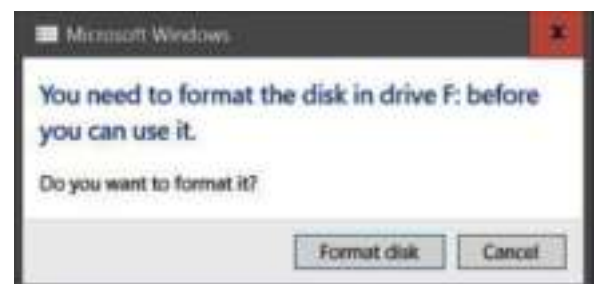 Microsoft Windows
You need to format the disk in drive F: before
you can use it.
Do you want to format it?
Format disk
Cancel